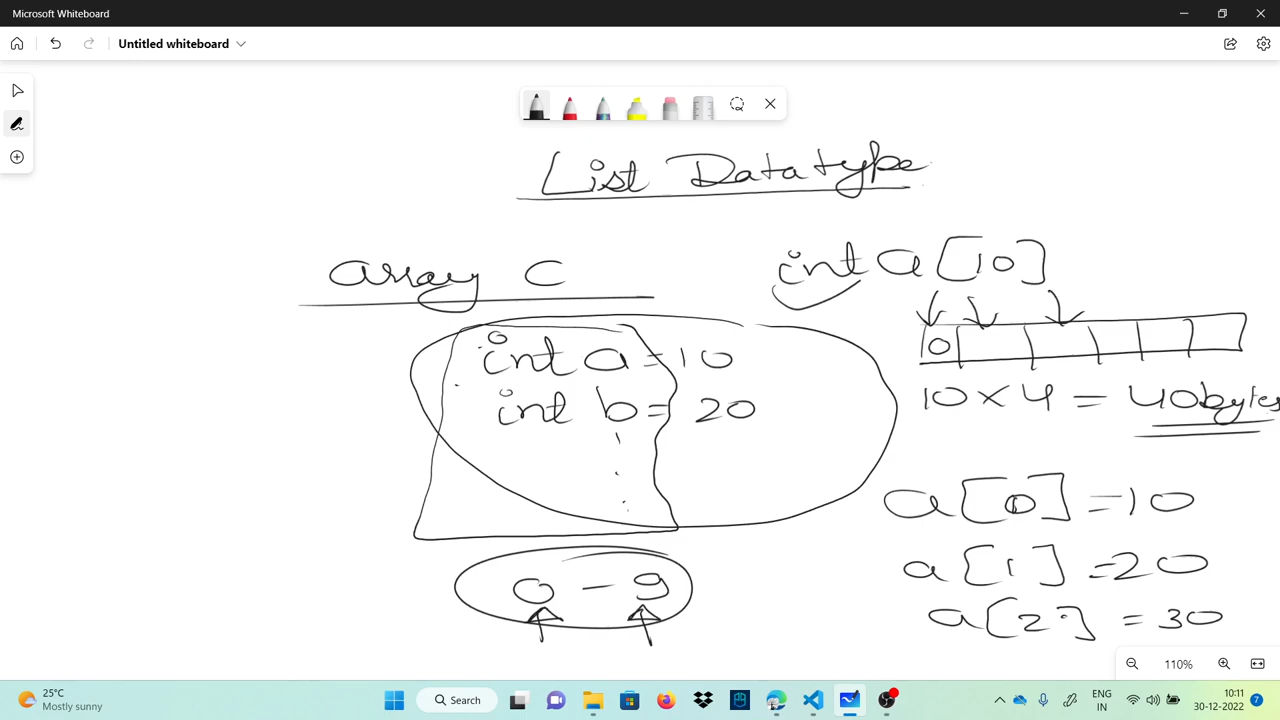 Microsoft Whiteboard
Untitled whiteboard
List Datatype
array C
int a[10]
int a = 10
int b = 20
0
10 × 4 = 40bytes
a[0] = 10
a[1] = 20
a[2] = 30
0 - 9
110%
25°C
Mostly sunny
Search
ENG
IN
10:11
30-12-2022
7